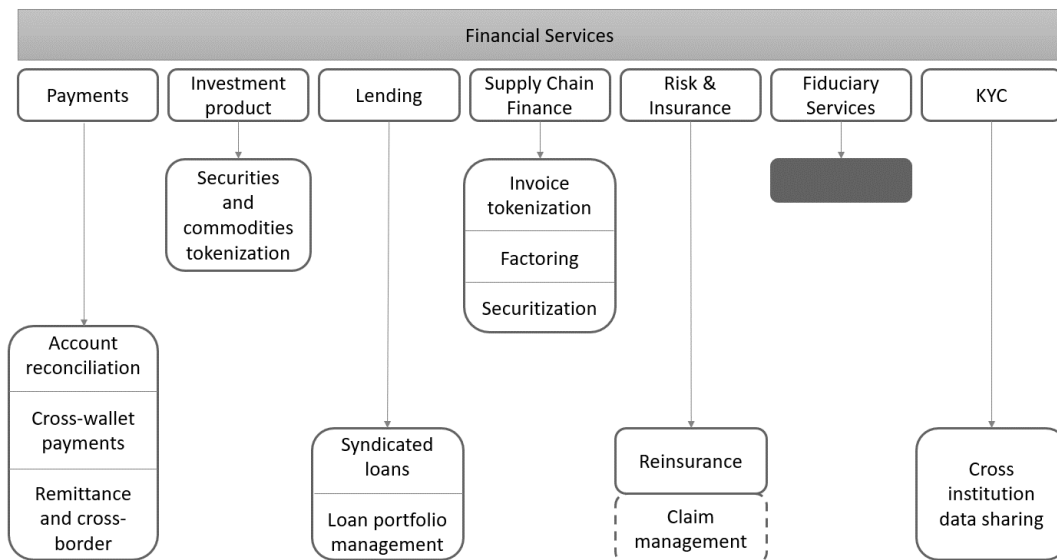 Financial Services
Payments
Investment
product
Lending
Supply Chain
Finance
Risk &
Insurance
Fiduciary
Services
KYC
Securities
and
commodities
tokenization
Invoice
tokenization
Factoring
Securitization
Account
reconciliation
Cross-wallet
payments
Remittance
and cross-
border
Syndicated
loans
Loan portfolio
management
Reinsurance
Claim
management
Cross
institution
data sharing